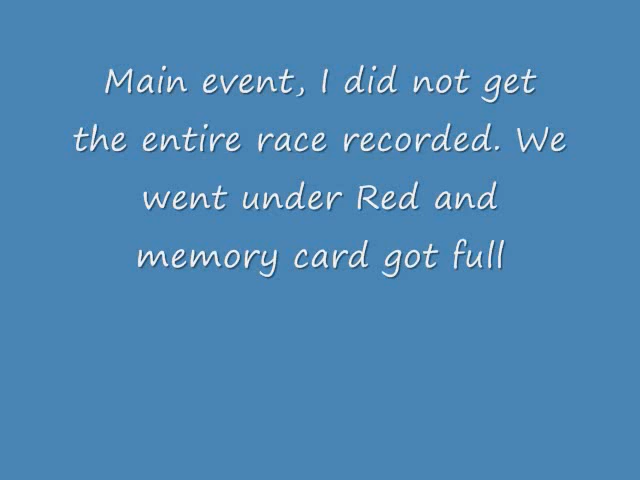 Main event, I did not get
the entire race recorded. We
went under Red and
memory card got full